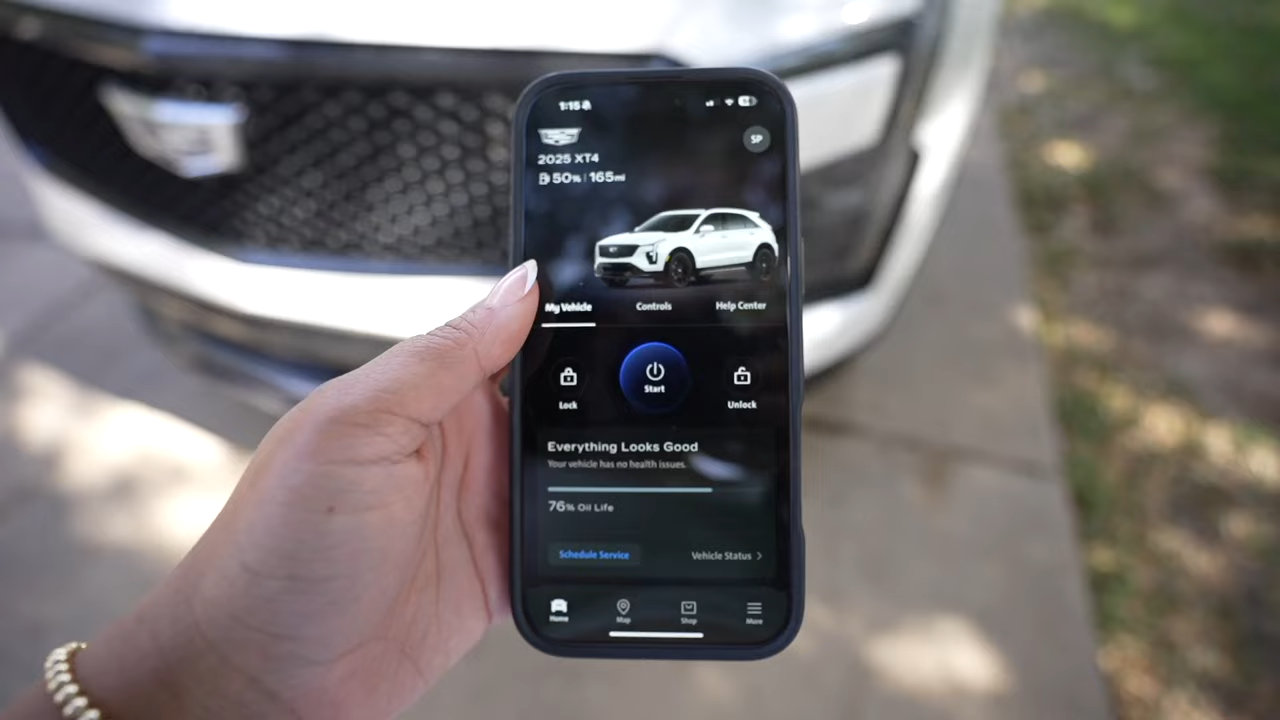 1:15
SP
2025 XT4
50% | 165mi
My Vehicle
Controls
Help Center
Start
Lock
Unlock
Everything Looks Good
Your vehicle has no health issues.
76% Oil Life
Schedule Service
Vehicle Status >
Home
Map
Shop
More